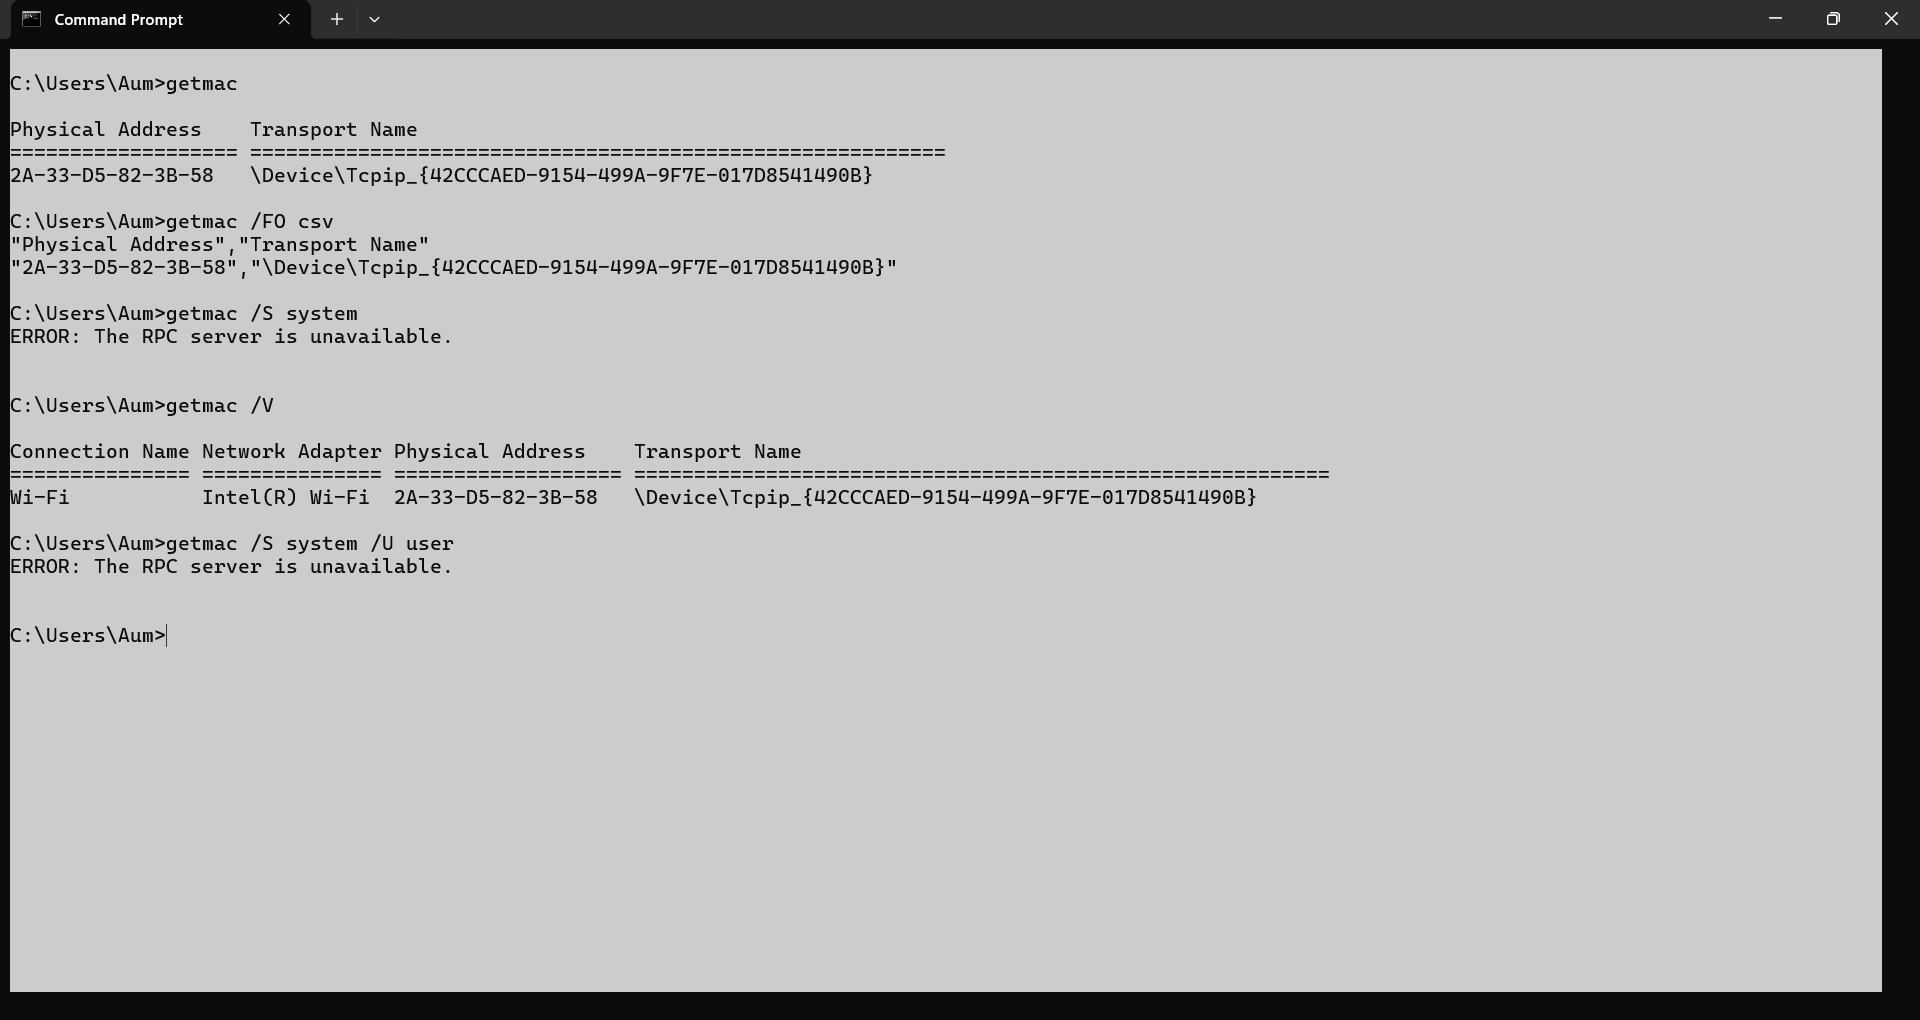 Command Prompt
C:\Users\Aum>getmac
Physical Address    Transport Name
=================== ==========================================================
2A-33-D5-82-3B-58   \Device\Tcpip_{42CCCAED-9154-499A-9F7E-017D8541490B}
C:\Users\Aum>getmac /FO csv
"Physical Address","Transport Name"
"2A-33-D5-82-3B-58","\Device\Tcpip_{42CCCAED-9154-499A-9F7E-017D8541490B}"
C:\Users\Aum>getmac /S system
ERROR: The RPC server is unavailable.
C:\Users\Aum>getmac /V
Connection Name Network Adapter Physical Address    Transport Name
=============== =============== =================== ==========================================================
Wi-Fi           Intel(R) Wi-Fi  2A-33-D5-82-3B-58   \Device\Tcpip_{42CCCAED-9154-499A-9F7E-017D8541490B}
C:\Users\Aum>getmac /S system /U user
ERROR: The RPC server is unavailable.
C:\Users\Aum>